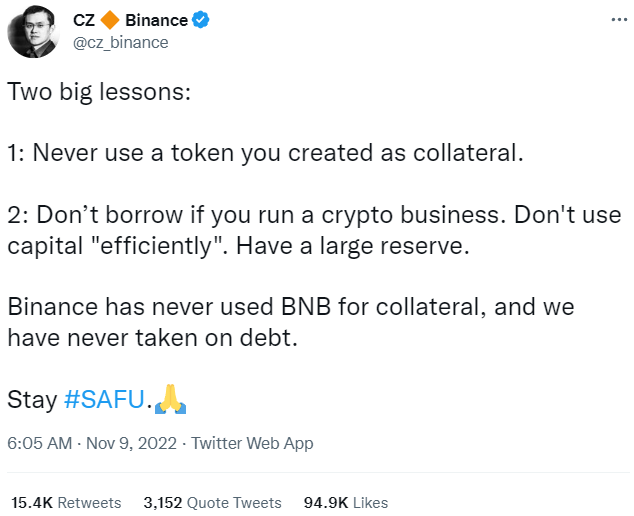 CZ 🔶 Binance
@cz_binance
Two big lessons:
1: Never use a token you created as collateral.
2: Don’t borrow if you run a crypto business. Don't use
capital "efficiently". Have a large reserve.
Binance has never used BNB for collateral, and we
have never taken on debt.
Stay #SAFU.🙏
6:05 AM · Nov 9, 2022 · Twitter Web App
15.4K Retweets 3,152 Quote Tweets 94.9K Likes